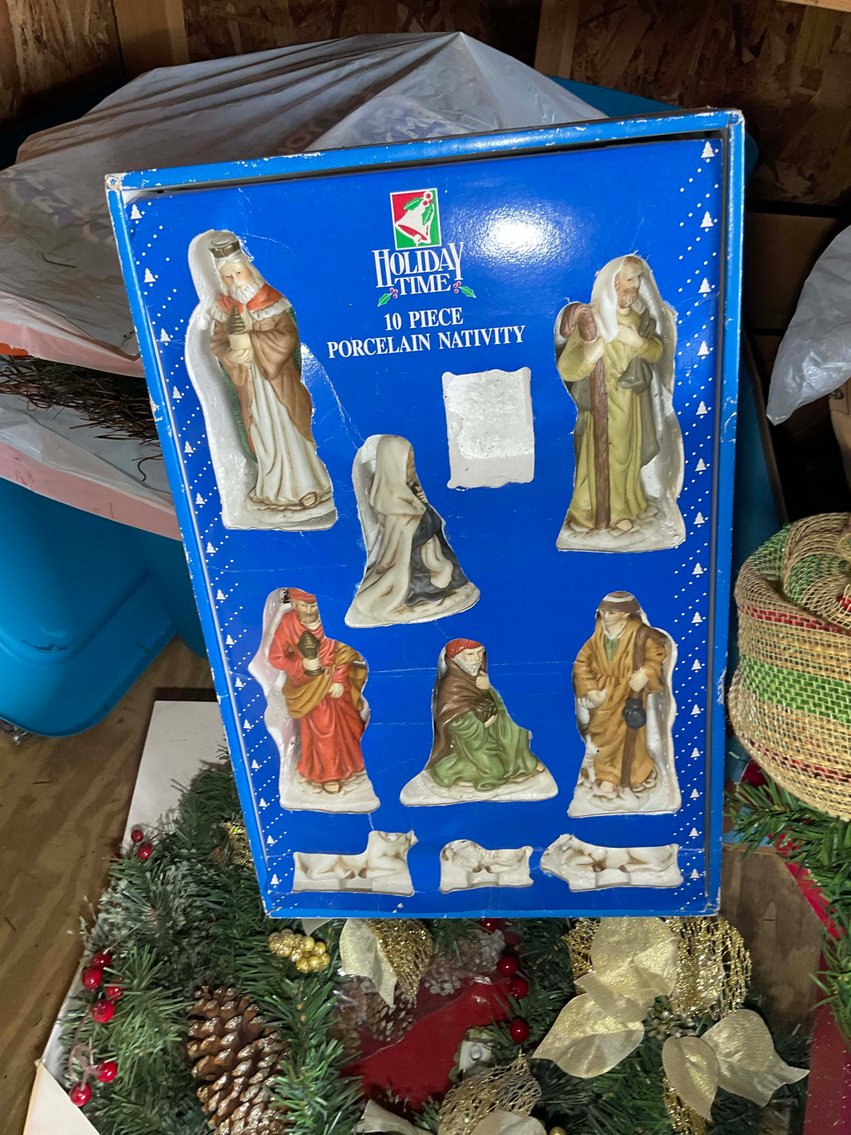 HOLIDAY
TIME
10 PIECE
PORCELAIN NATIVITY